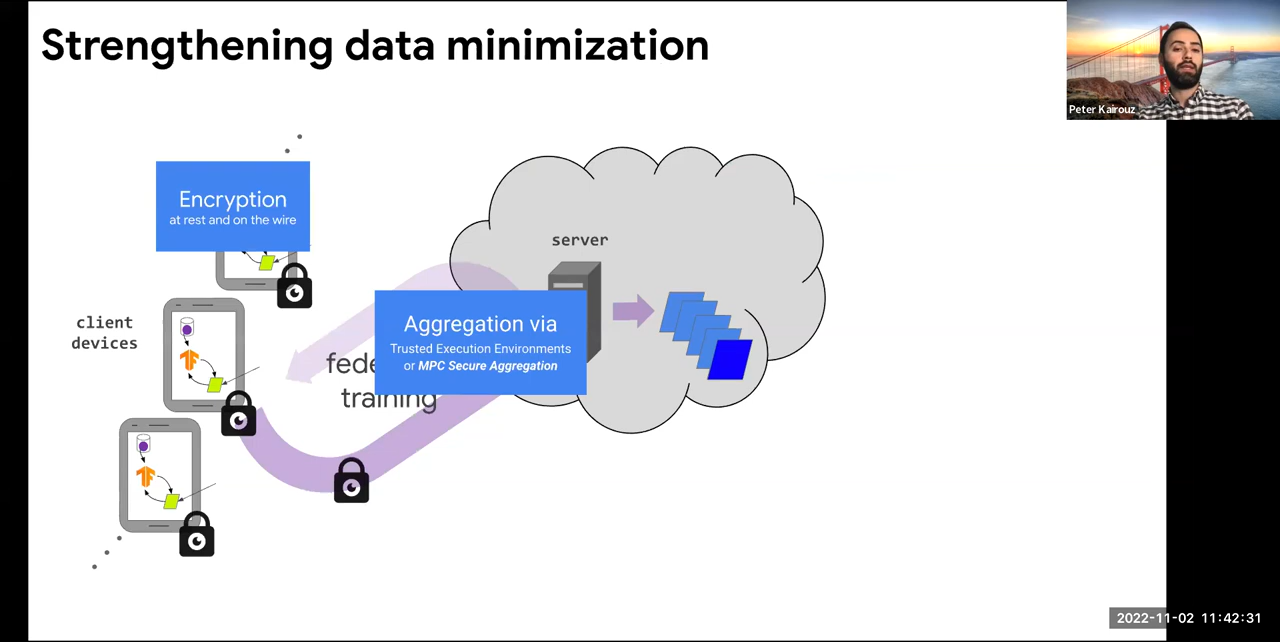 Strengthening data minimization
Peter Kairouz
Encryption
at rest and on the wire
server
client
devices
Aggregation via
Trusted Execution Environments
or MPC Secure Aggregation
training
2022-11-02 11:42:31